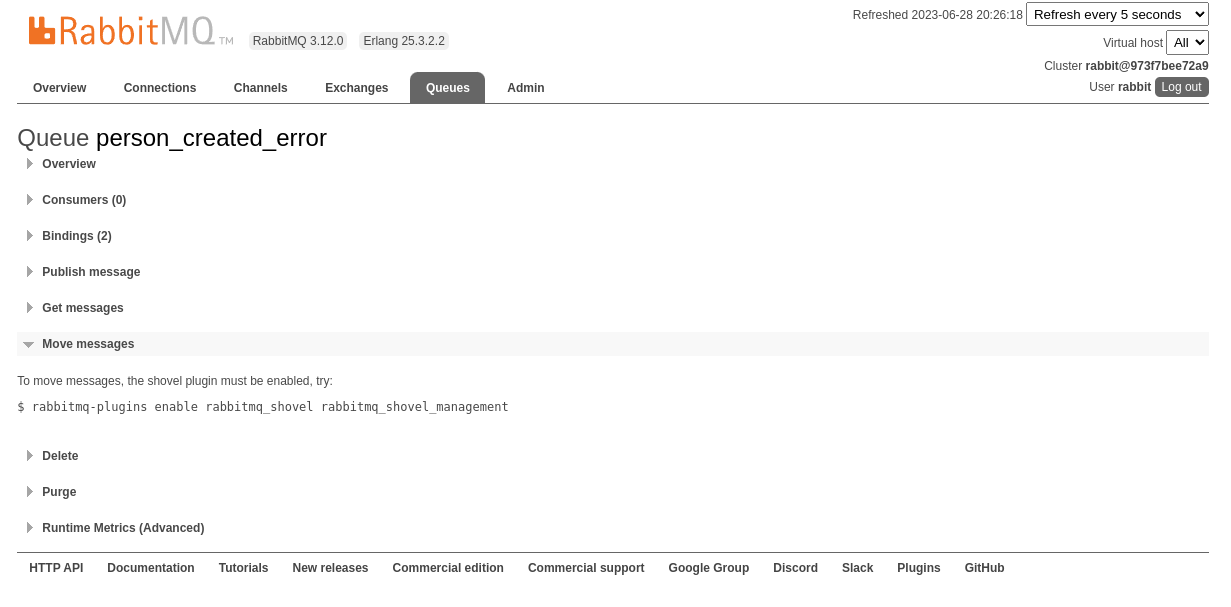 RabbitMQ TM
RabbitMQ 3.12.0 Erlang 25.3.2.2
Refreshed 2023-06-28 20:26:18 Refresh every 5 seconds
Virtual host All
Cluster rabbit@973f7bee72a9
User rabbit Log out
Overview Connections Channels Exchanges Queues Admin
Queue person_created_error
Overview
Consumers (0)
Bindings (2)
Publish message
Get messages
Move messages
To move messages, the shovel plugin must be enabled, try:
$ rabbitmq-plugins enable rabbitmq_shovel rabbitmq_shovel_management
Delete
Purge
Runtime Metrics (Advanced)
HTTP API Documentation Tutorials New releases Commercial edition Commercial support Google Group Discord Slack Plugins GitHub